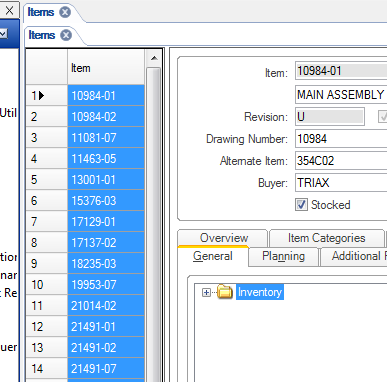 Items
Items
Item
1 10984-01
2 10984-02
3 11081-07
4 11463-05
5 13001-01
6 15376-03
7 17129-01
8 17137-02
9 18235-03
10 19953-07
11 21014-02
12 21491-01
13 21491-02
14 21491-07
Util
tion
nar
t Re
uer
Item: 10984-01
MAIN ASSEMBLY
Revision: U
Drawing Number: 10984
Alternate Item: 354C02
Buyer: TRIAX
Stocked
Overview Item Categories
General Planning Additional
Inventory